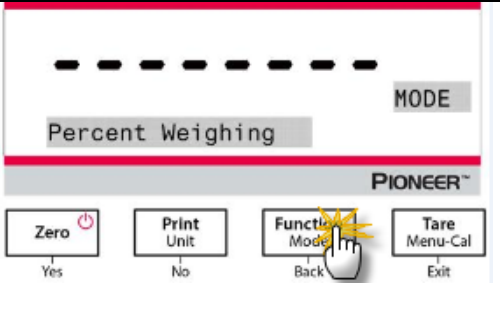 MODE
Percent Weighing
PIONEER™
Zero
Yes
Print
Unit
No
Function
Mode
Back
Tare
Menu-Cal
Exit